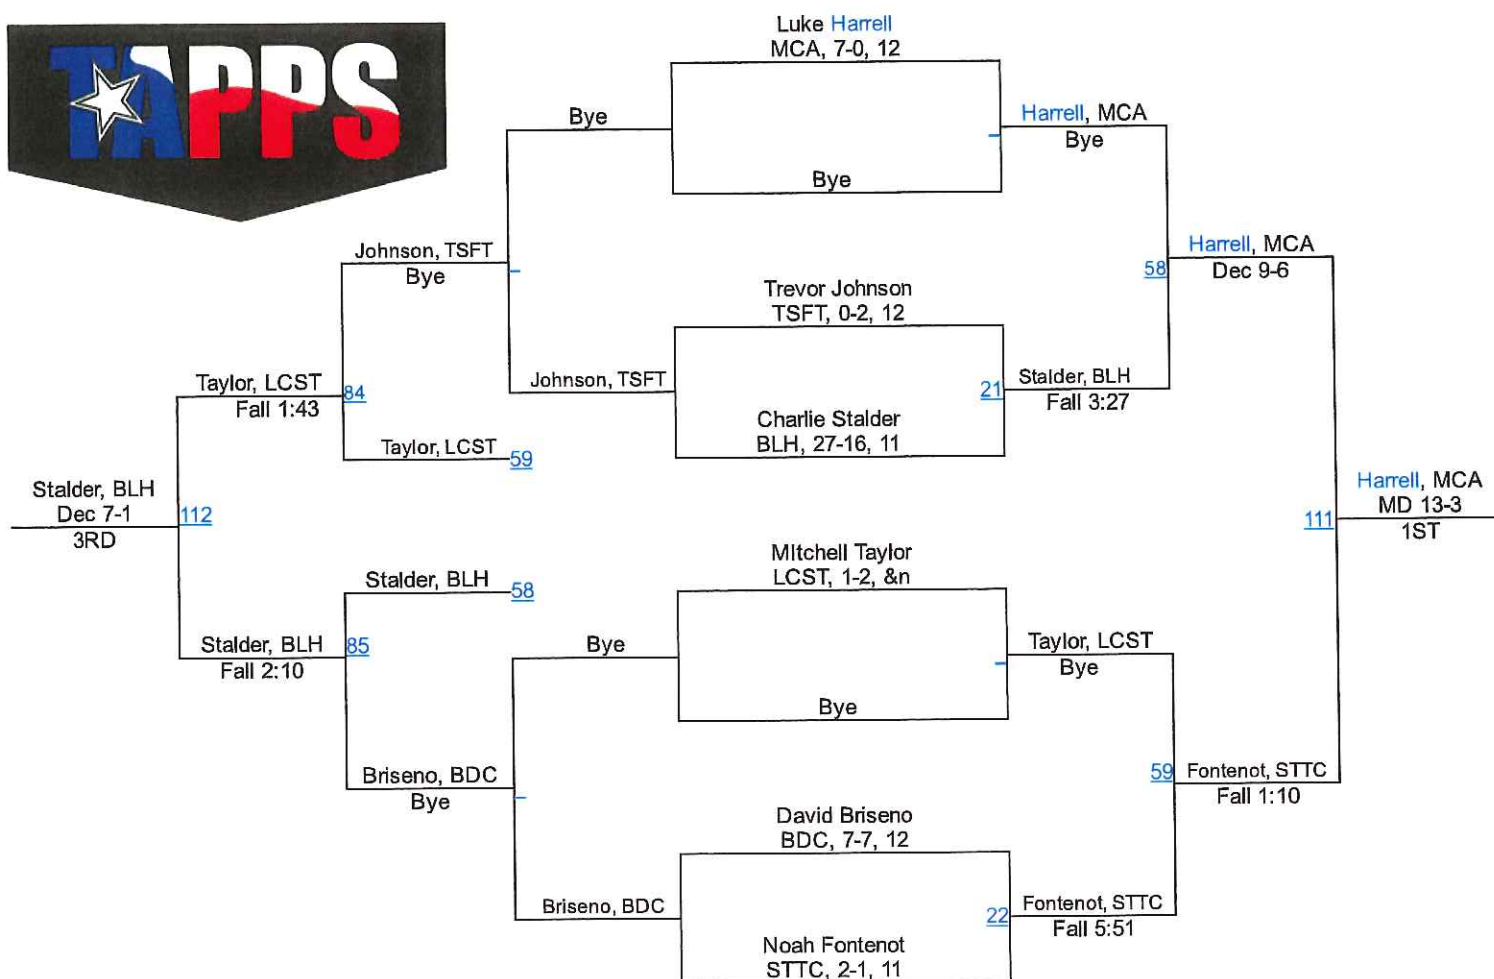 TAPPS
Luke Harrell
MCA, 7-0, 12
Bye
Harrell, MCA
Bye
Bye
Johnson, TSFT
Bye
Harrell, MCA
Dec 9-6
58
Trevor Johnson
TSFT, 0-2, 12
Taylor, LCST
Fall 1:43
84
Johnson, TSFT
21
Stalder, BLH
Fall 3:27
Charlie Stalder
BLH, 27-16, 11
Taylor, LCST
59
Stalder, BLH
Dec 7-1
3RD
112
Harrell, MCA
MD 13-3
1ST
111
Mitchell Taylor
LCST, 1-2, &n
Stalder, BLH
58
Stalder, BLH
Fall 2:10
85
Bye
Taylor, LCST
Bye
Bye
Briseno, BDC
Bye
59
Fontenot, STTC
Fall 1:10
David Briseno
BDC, 7-7, 12
Briseno, BDC
22
Fontenot, STTC
Fall 5:51
Noah Fontenot
STTC, 2-1, 11